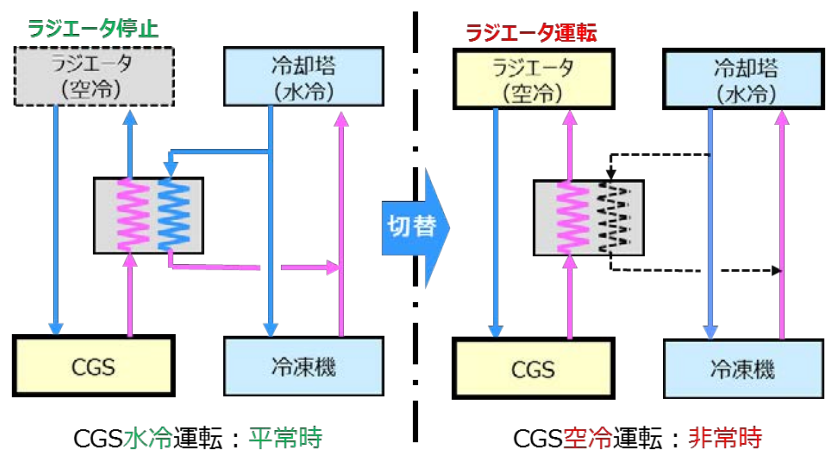 ラジエータ停止
ラジエータ
(空冷)
冷却塔
(水冷)
CGS
冷凍機
CGS水冷運転：平常時
切替
ラジエータ運転
ラジエータ
(空冷)
冷却塔
(水冷)
CGS
冷凍機
CGS空冷運転：非常時